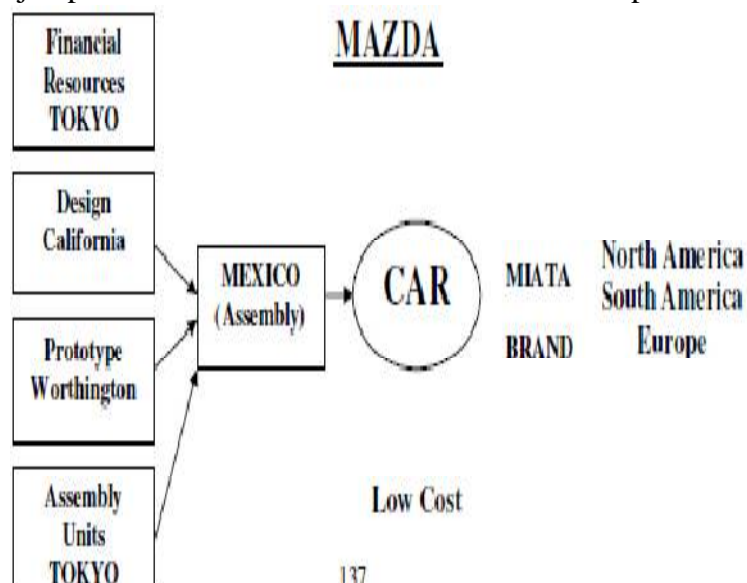 MAZDA
Financial
Resources
TOKYO
Design
California
Prototype
Worthington
Assembly
Units
TOKYO
MEXICO
(Assembly)
CAR
MIATA
BRAND
North America
South America
Europe
Low Cost
137